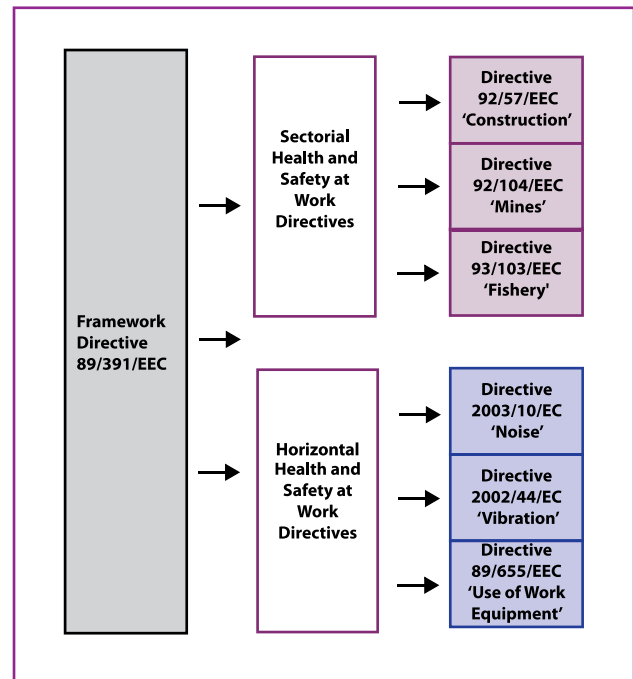 Framework
Directive
89/391/EEC
Sectorial
Health and
Safety at
Work
Directives
Directive
92/57/EEC
‘Construction’
Directive
92/104/EEC
‘Mines’
Directive
93/103/EEC
‘Fishery'
Horizontal
Health and
Safety at
Work
Directives
Directive
2003/10/EC
‘Noise’
Directive
2002/44/EC
‘Vibration’
Directive
89/655/EEC
‘Use of Work
Equipment’